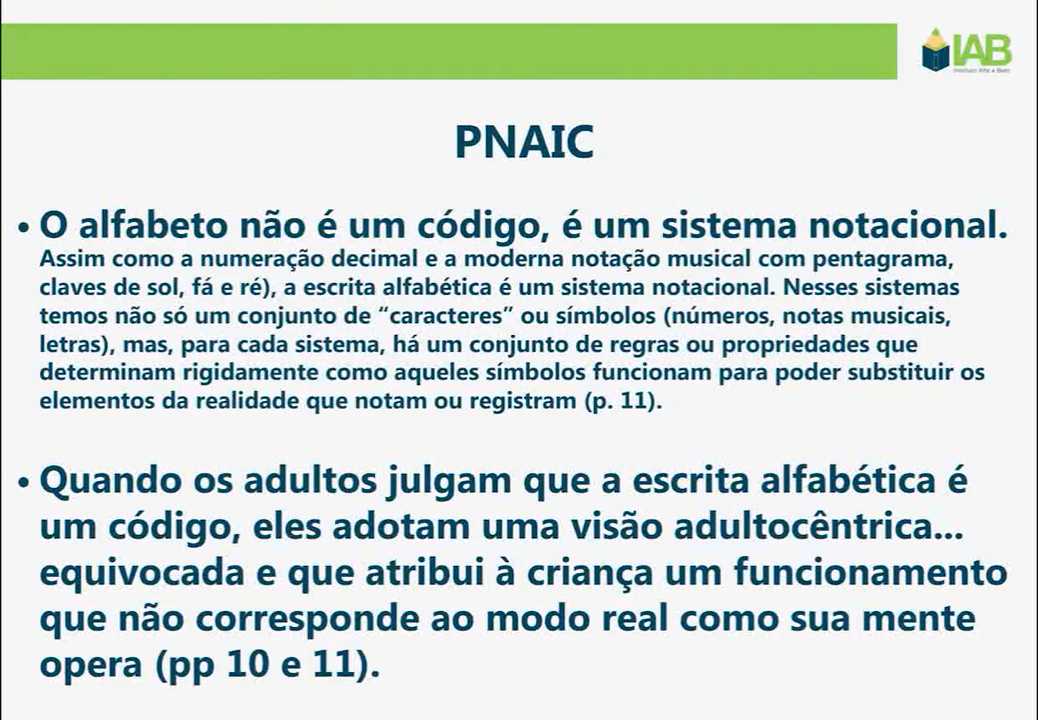 IAB
Instituto Alfa e Beto
PNAIC
• O alfabeto não é um código, é um sistema notacional.
Assim como a numeração decimal e a moderna notação musical com pentagrama,
claves de sol, fá e ré), a escrita alfabética é um sistema notacional. Nesses sistemas
temos não só um conjunto de “caracteres” ou símbolos (números, notas musicais,
letras), mas, para cada sistema, há um conjunto de regras ou propriedades que
determinam rigidamente como aqueles símbolos funcionam para poder substituir os
elementos da realidade que notam ou registram (p. 11).
• Quando os adultos julgam que a escrita alfabética é
um código, eles adotam uma visão adultocêntrica...
equivocada e que atribui à criança um funcionamento
que não corresponde ao modo real como sua mente
opera (pp 10 e 11).